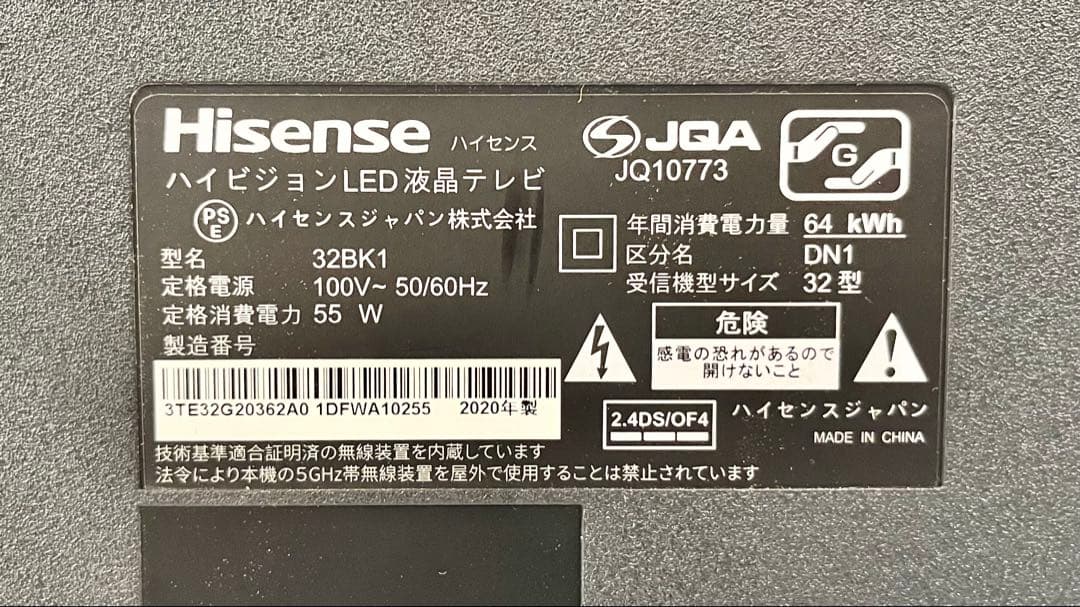 Hisense ハイセンス
JQA
JQ10773
G
ハイビジョンLED液晶テレビ
PSE ハイセンスジャパン株式会社
型名 32BK1
定格電源 100V~ 50/60Hz
定格消費電力 55 W
製造番号
3TE32G20362A0 1DFWA10255 2020年製
年間消費電力量 64 kWh
区分名 DN1
受信機型サイズ 32型
危険
感電の恐れがあるので
開けないこと
2.4DS/OF4
ハイセンスジャパン
MADE IN CHINA
技術基準適合証明済の無線装置を内蔵しています
法令により本機の5GHz帯無線装置を屋外で使用することは禁止されています